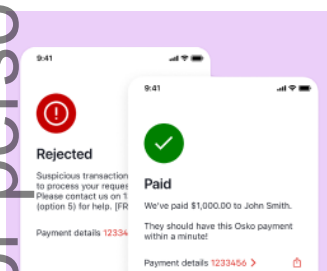 9:41
Rejected
Suspicious transaction
to process your reques
Please contact us on 1
(option 5) for help. [FR
Payment details 12334
9:41
Paid
We've paid $1,000.00 to John Smith.
They should have this Osko payment
within a minute!
Payment details 1233456 >
or perso